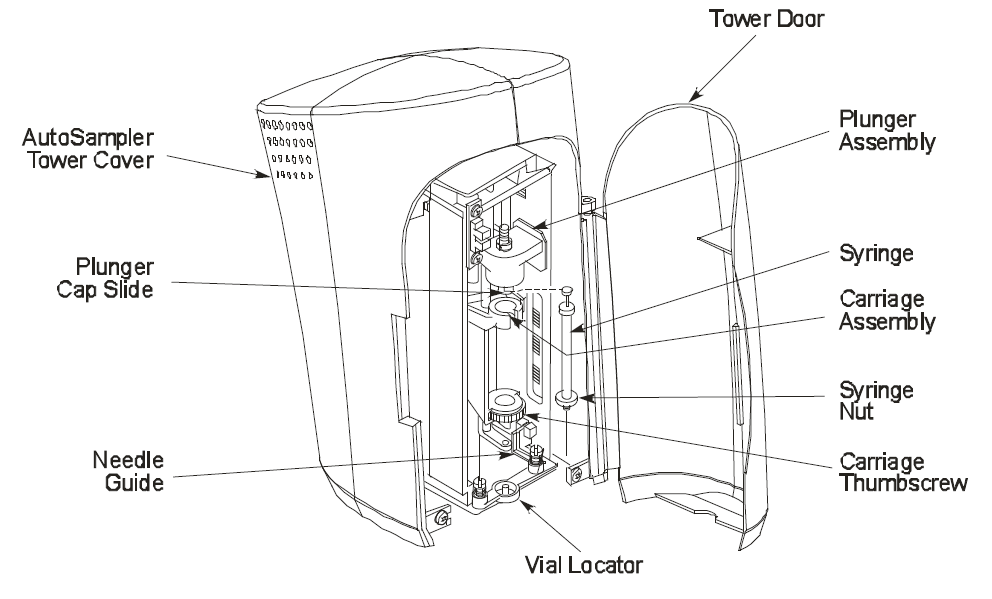 Tower Door
AutoSampler
Tower Cover
Plunger
Assembly
Plunger
Cap Slide
Syringe
Carriage
Assembly
Syringe
Nut
Needle
Guide
Carriage
Thumbscrew
Vial Locator